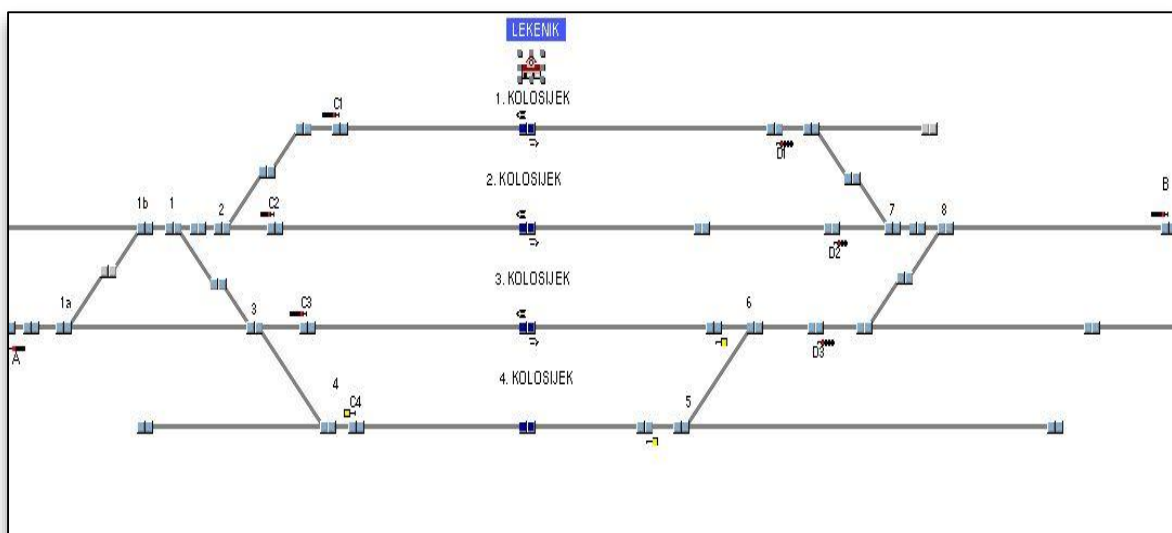 LEKENIK
1. KOLOSIJEK
C1
D1
2. KOLOSIJEK
1b 1 2 C2
7 8 B
D2
3. KOLOSIJEK
1a 3 C3
6
A
D3
4. KOLOSIJEK
4 C4
5